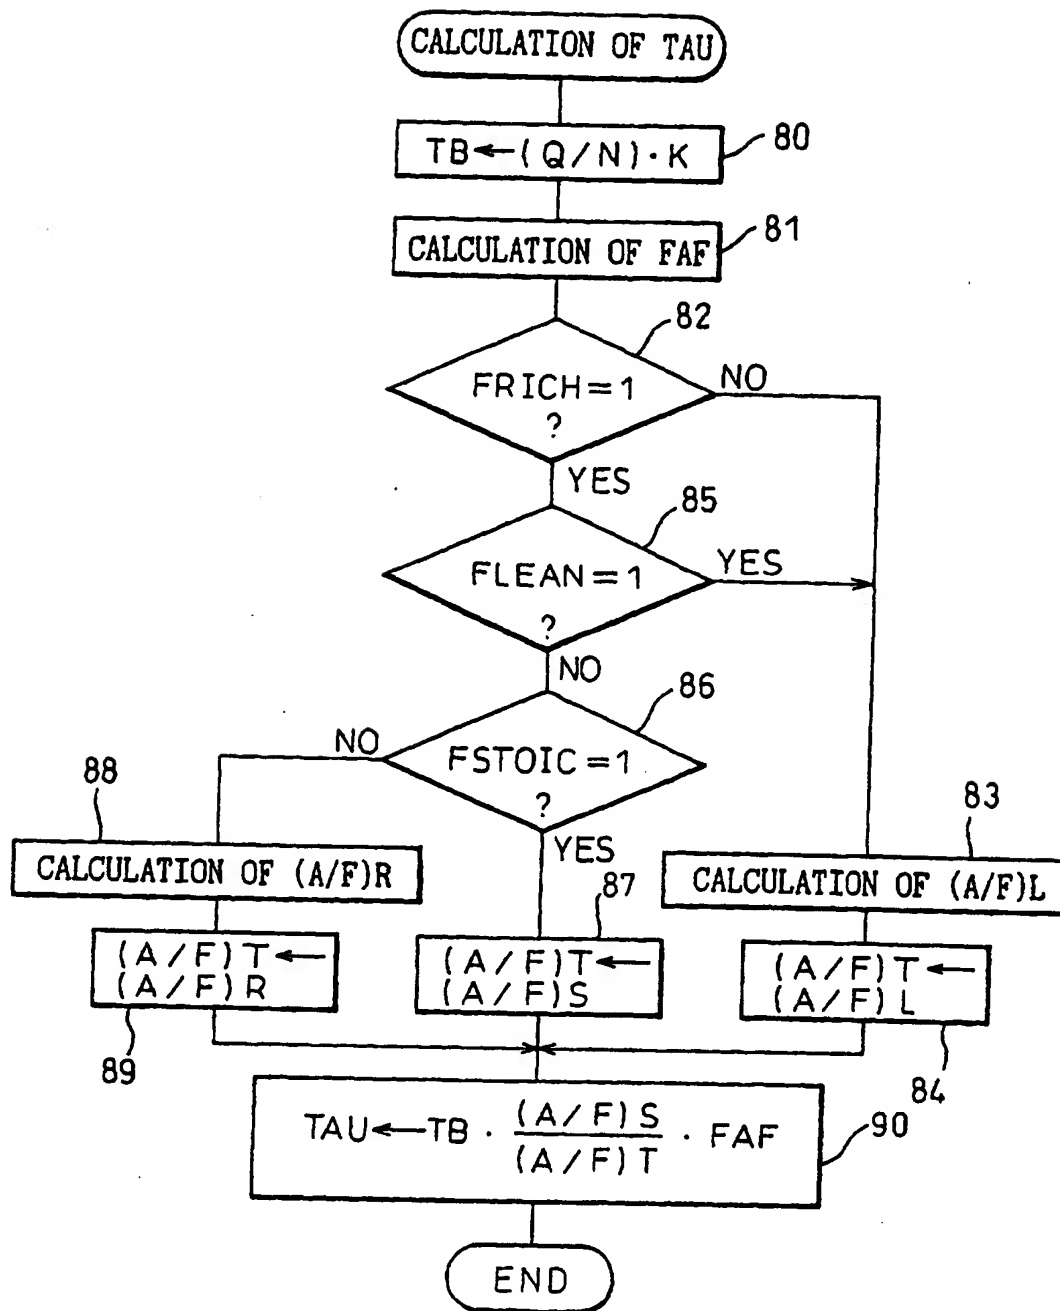 CALCULATION OF TAU
TB←(Q/N)·K
80
CALCULATION OF FAF
81
82
FRICH=1
?
NO
YES
85
FLEAN=1
?
YES
NO
86
FSTOIC=1
?
NO
YES
88
CALCULATION OF (A/F)R
83
CALCULATION OF (A/F)L
87
(A/F)T←
(A/F)R
89
(A/F)T←
(A/F)S
(A/F)T←
(A/F)L
84
TAU←TB · (A/F)S / (A/F)T · FAF
90
END